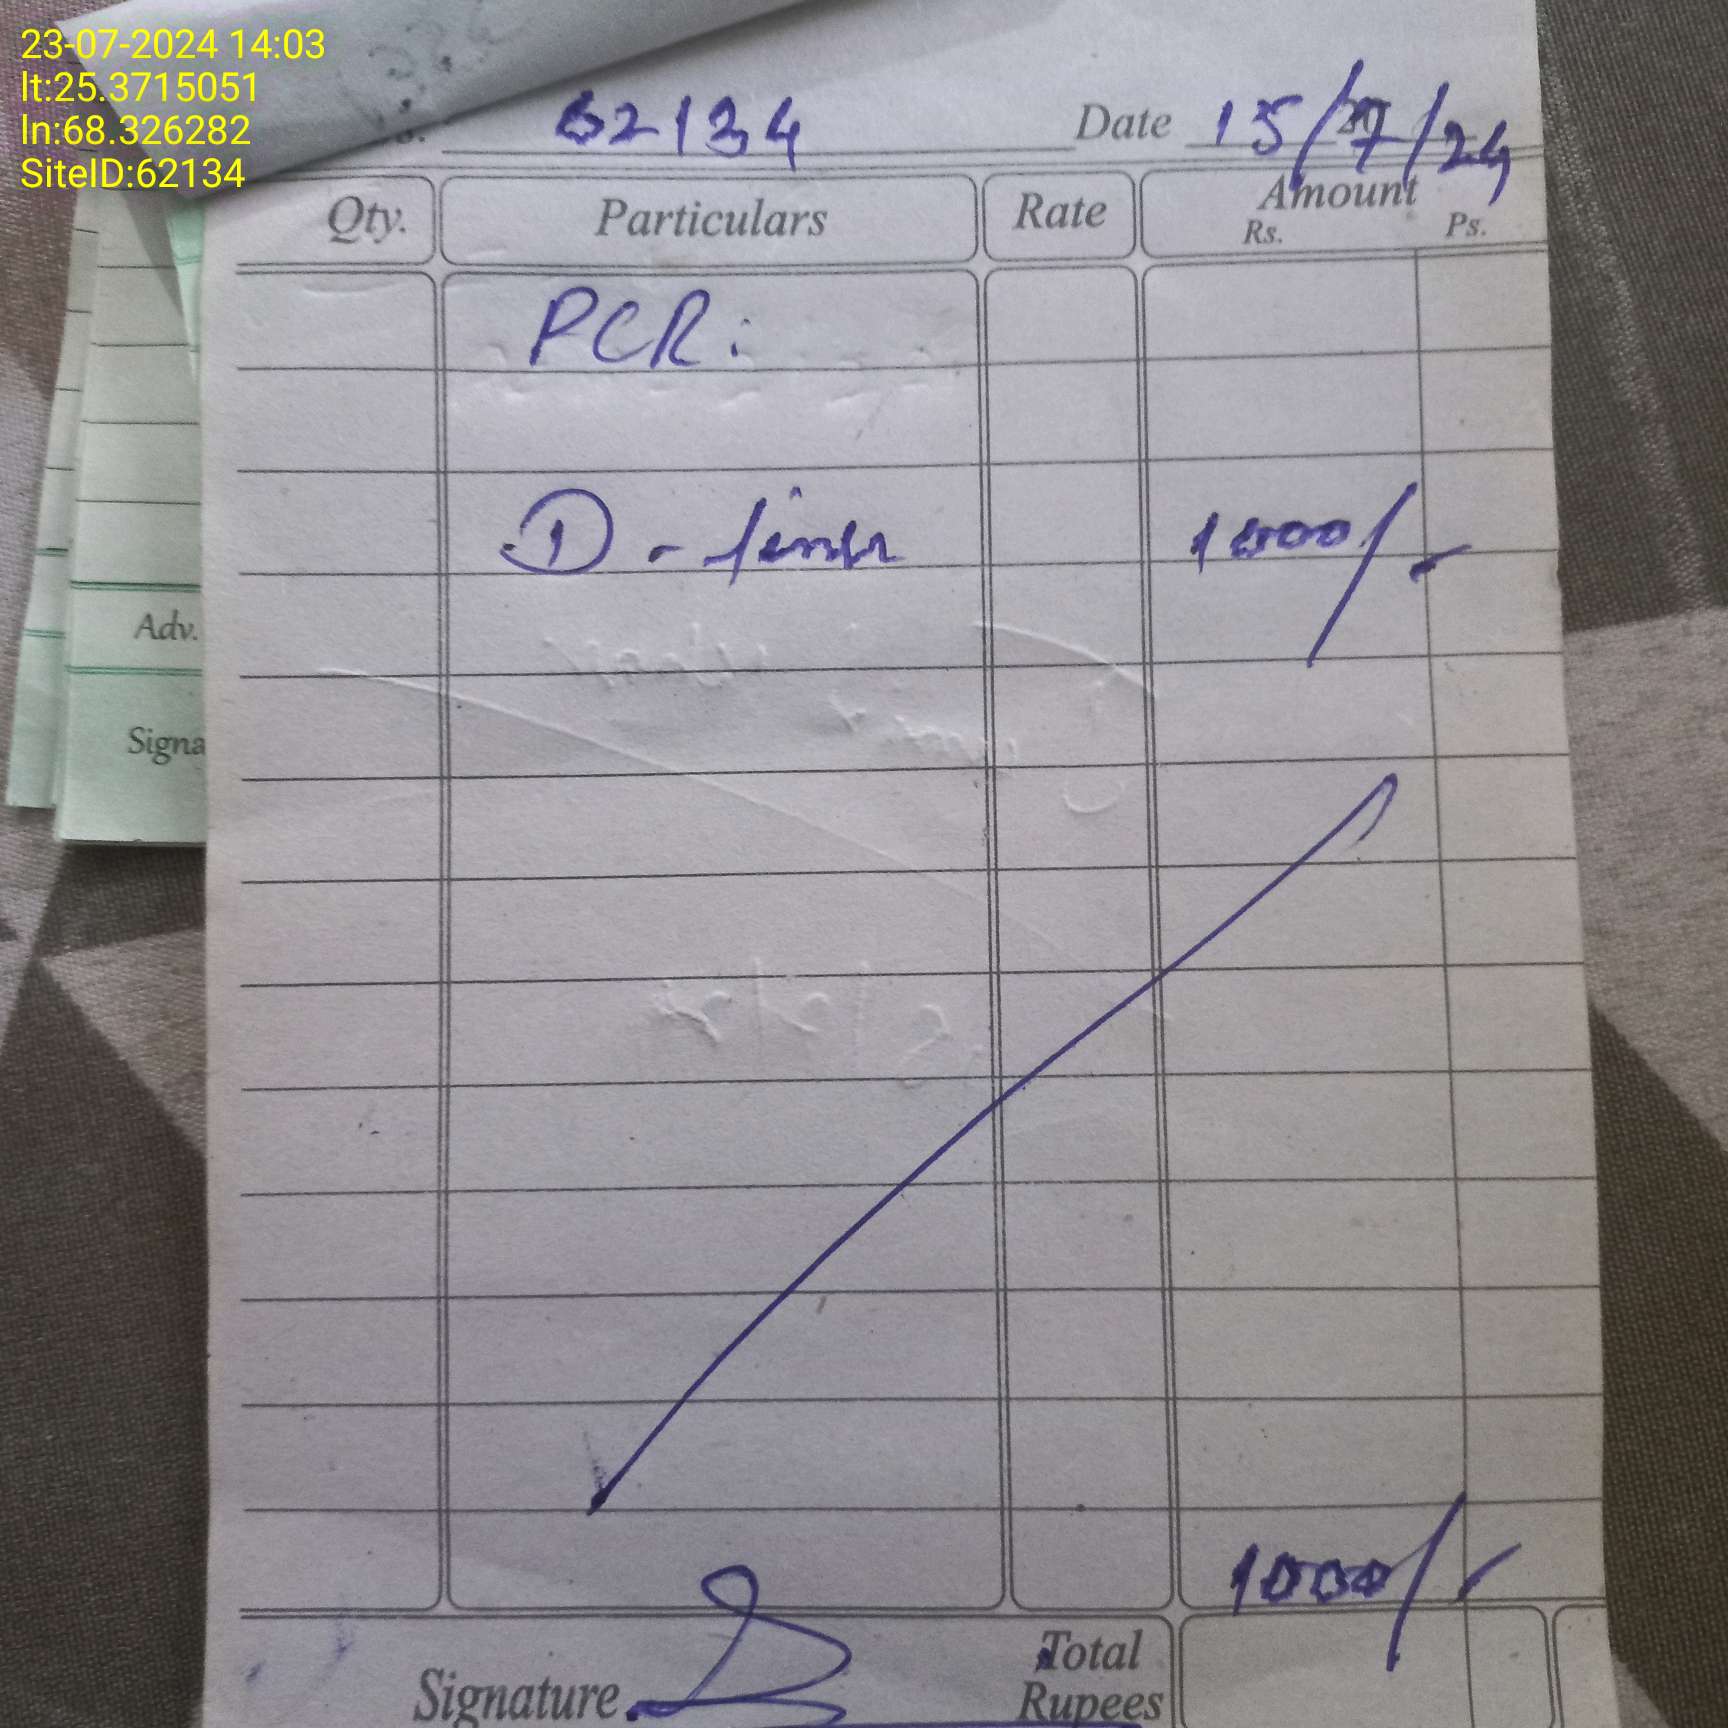 23-07-2024 14:03
lt:25.3715051
ln:68.326282
SiteID:62134
62134 Date 15/7/24
Qty. Particulars Rate Amount
Rs. Ps.
PCR:
① - 1000/-
Adv.
Signa
1000/-
Signature Total
Rupees